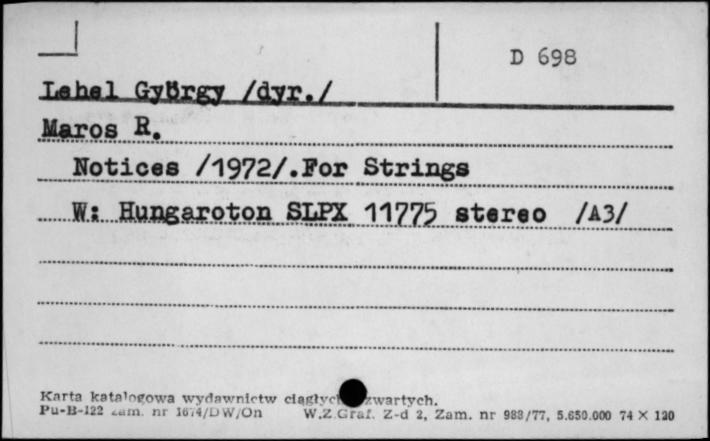 D 698
Lehel György /dyr./
Maros R.
Notices /1972/.For Strings
W: Hungaroton SLPX 11775 stereo /A3/
Karta katalogowa wydawnictw ciągłych zwartych.
Pu-B-122 zam. nr 1674/DW/On W.Z.Graf. Z-d 2, Zam. nr 988/77, 5.650.000 74 X 120